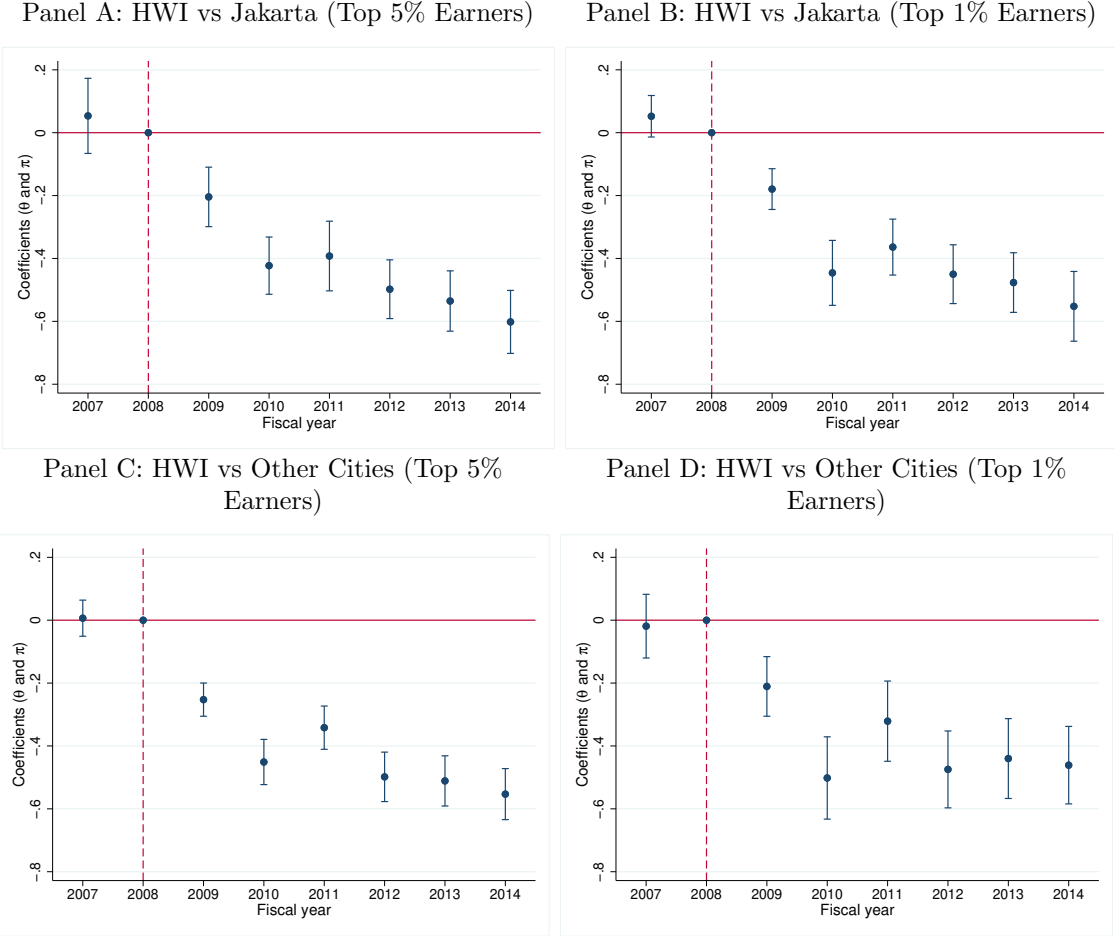 Panel A: HWI vs Jakarta (Top 5% Earners)
.2
0
-.2
-.4
-.6
-.8
Coefficients (θ and π)
2007 2008 2009 2010 2011 2012 2013 2014
Fiscal year
Panel B: HWI vs Jakarta (Top 1% Earners)
.2
0
-.2
-.4
-.6
-.8
Coefficients (θ and π)
2007 2008 2009 2010 2011 2012 2013 2014
Fiscal year
Panel C: HWI vs Other Cities (Top 5%
Earners)
.2
0
-.2
-.4
-.6
-.8
Coefficients (θ and π)
2007 2008 2009 2010 2011 2012 2013 2014
Fiscal year
Panel D: HWI vs Other Cities (Top 1%
Earners)
.2
0
-.2
-.4
-.6
-.8
Coefficients (θ and π)
2007 2008 2009 2010 2011 2012 2013 2014
Fiscal year